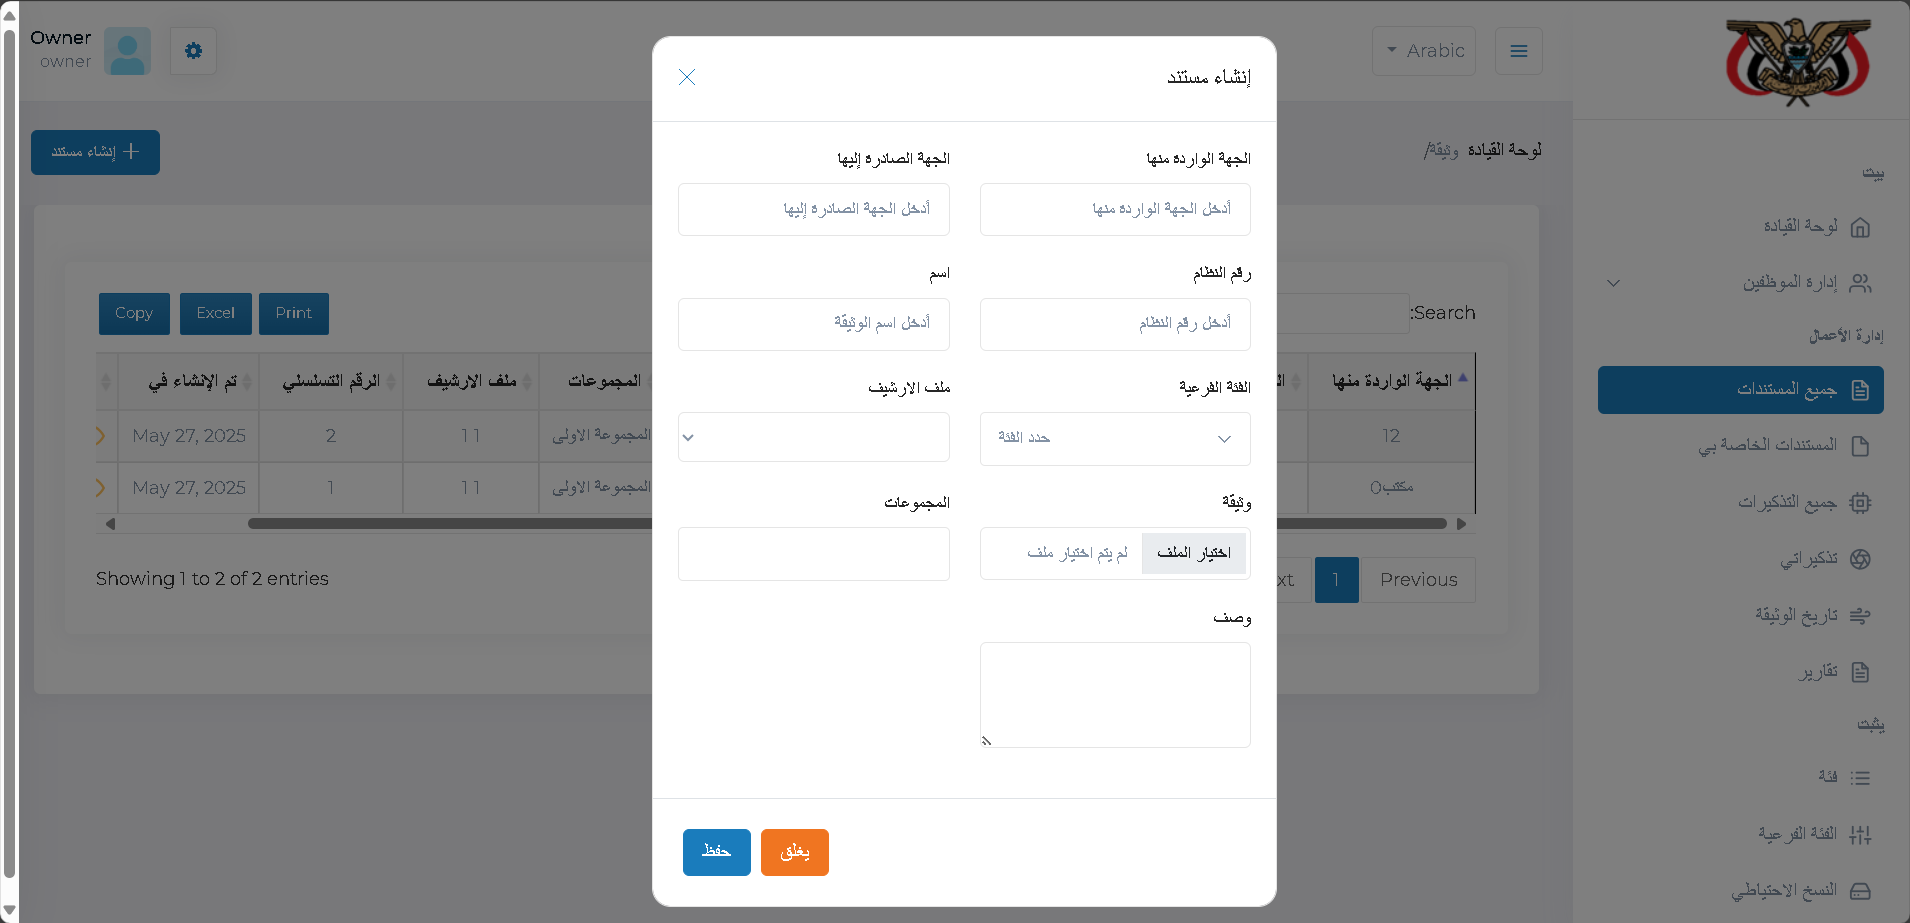 Owner
owner
Arabic
إنشاء مستند
لوحة القيادة وثيقة/
Copy
Excel
Print
Search:
الجهة الواردة منها
المجموعات
ملف الارشيف
الرقم التسلسلي
تم الإنشاء في
12
المجموعة الاولى
11
2
May 27, 2025
مكتب0
المجموعة الاولى
11
1
May 27, 2025
Showing 1 to 2 of 2 entries
Previous
1
xt
إنشاء مستند
الجهة الواردة منها
الجهة الصادرة إليها
أدخل الجهة الواردة منها
أدخل الجهة الصادرة إليها
رقم النظام
اسم
أدخل رقم النظام
أدخل اسم الوثيقة
الفئة الفرعية
ملف الارشيف
حدد الفئة
وثيقة
المجموعات
اختيار الملف
لم يتم اختيار ملف
وصف
يغلق
حفظ
بيت
لوحة القيادة
إدارة الموظفين
إدارة الأعمال
جميع المستندات
المستندات الخاصة بي
جميع التذكيرات
تذكيراتي
تاريخ الوثيقة
تقارير
يثبت
فئة
الفئة الفرعية
النسخ الاحتياطي